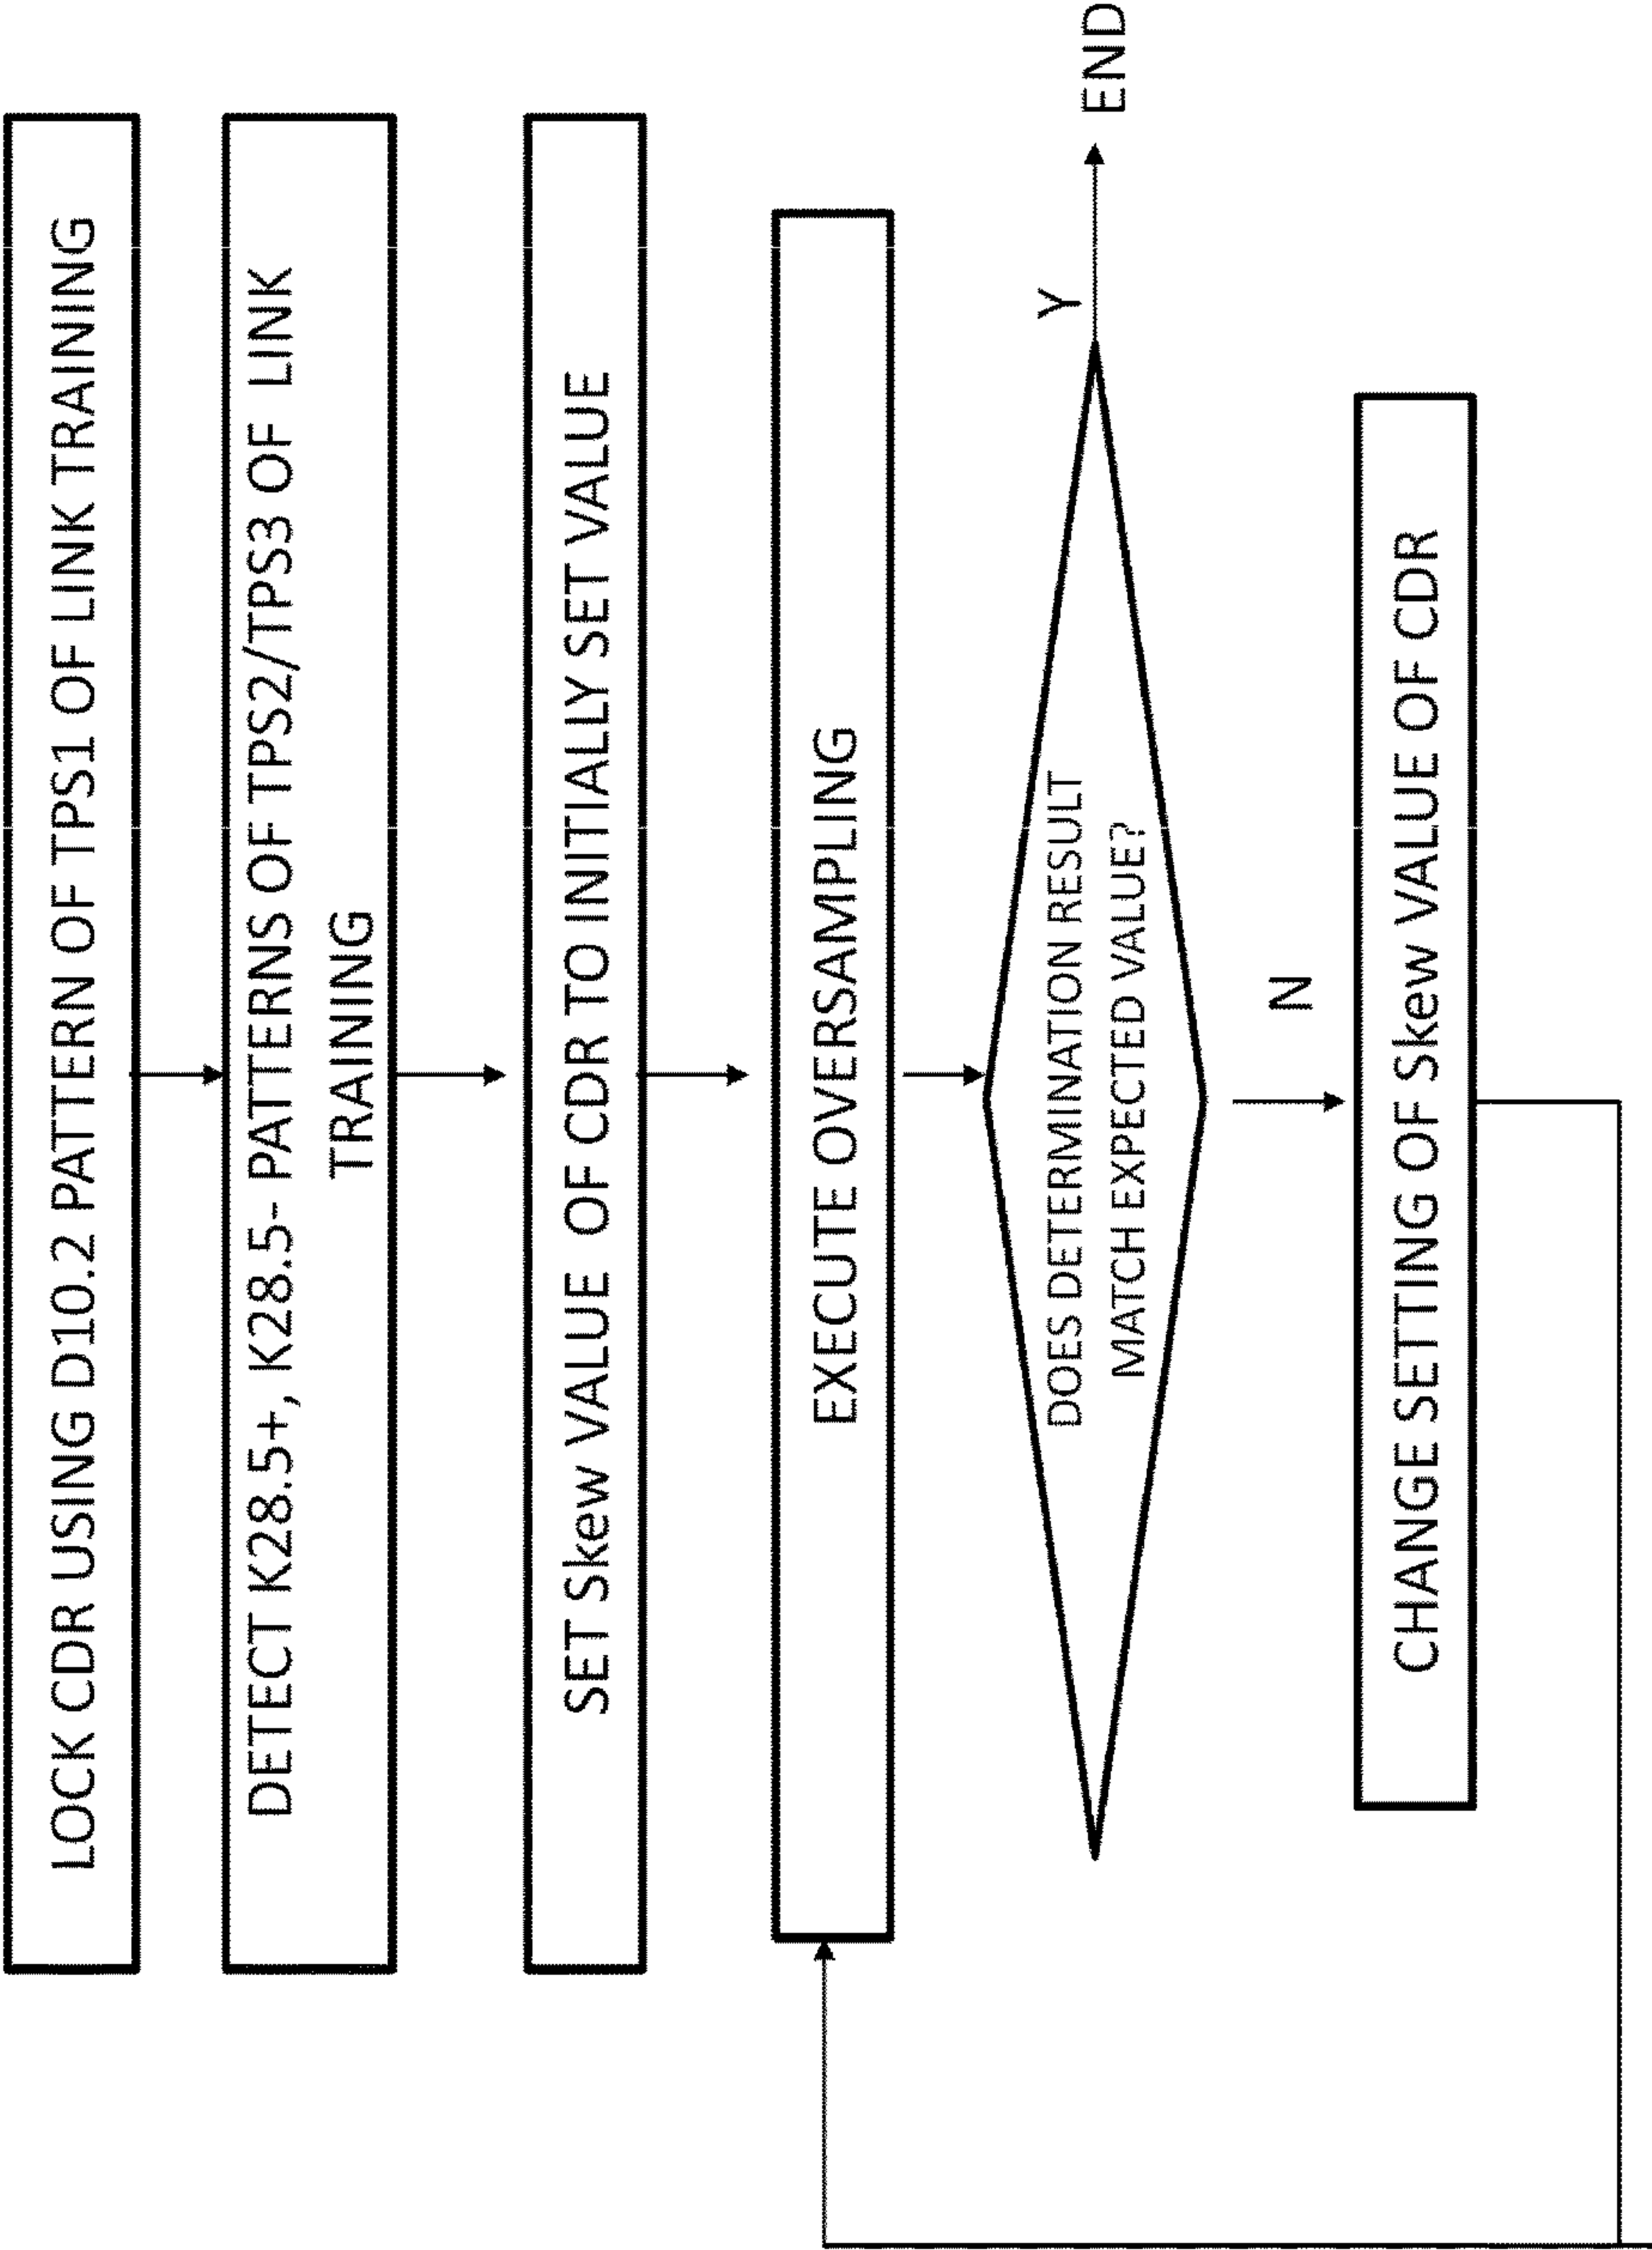 LOCK CDR USING D10.2 PATTERN OF TPS1 OF LINK TRAINING
DETECT K28.5+, K28.5- PATTERNS OF TPS2/TPS3 OF LINK
TRAINING
SET Skew VALUE OF CDR TO INITIALLY SET VALUE
EXECUTE OVERSAMPLING
DOES DETERMINATION RESULT
MATCH EXPECTED VALUE?
Y
END
N
CHANGE SETTING OF Skew VALUE OF CDR